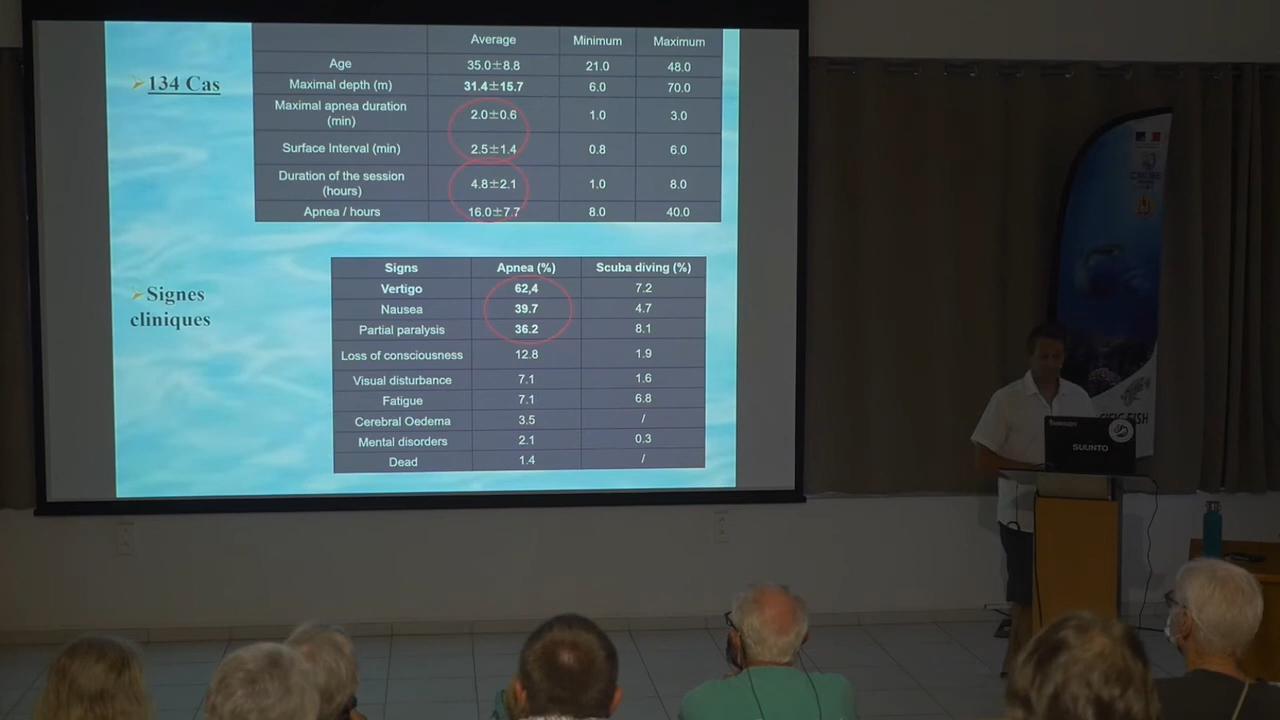 ➢134 Cas
Average Minimum Maximum
Age 35.0±8.8 21.0 48.0
Maximal depth (m) 31.4±15.7 6.0 70.0
Maximal apnea duration
(min) 2.0±0.6 1.0 3.0
Surface Interval (min) 2.5±1.4 0.8 6.0
Duration of the session
(hours) 4.8±2.1 1.0 8.0
Apnea / hours 16.0±7.7 8.0 40.0
➢Signes
cliniques
Signs Apnea (%) Scuba diving (%)
Vertigo 62,4 7.2
Nausea 39.7 4.7
Partial paralysis 36.2 8.1
Loss of consciousness 12.8 1.9
Visual disturbance 7.1 1.6
Fatigue 7.1 6.8
Cerebral Oedema 3.5 /
Mental disorders 2.1 0.3
Dead 1.4 /
SUUNTO